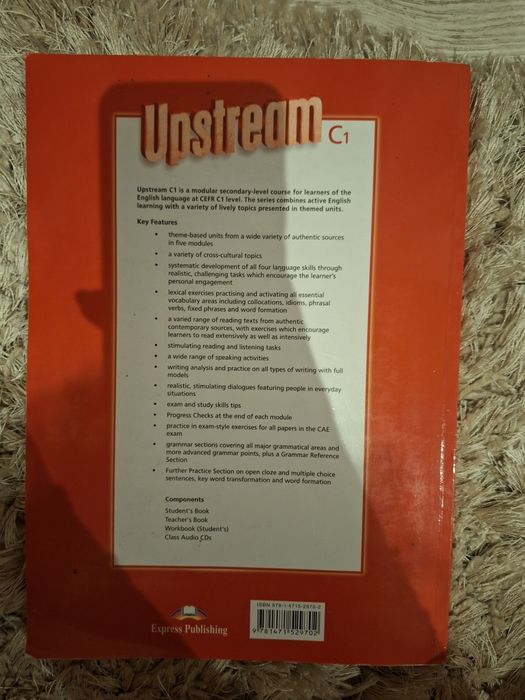 Upstream C1
Upstream C1 is a modular secondary-level course for learners of the
English language at CEFR C1 level. The series combines active English
learning with a variety of lively topics presented in themed units.
Key Features
• theme-based units from a wide variety of authentic sources
in five modules
• a variety of cross-cultural topics
• systematic development of all four language skills through
realistic, challenging tasks which encourage the learner's
personal engagement
• lexical exercises practising and activating all essential
vocabulary areas including collocations, idioms, phrasal
verbs, fixed phrases and word formation
• a varied range of reading texts from authentic
contemporary sources, with exercises which encourage
learners to read extensively as well as intensively
• stimulating reading and listening tasks
• a wide range of speaking activities
• writing analysis and practice on all types of writing with full
models
• realistic, stimulating dialogues featuring people in everyday
situations
• exam and study skills tips
• Progress Checks at the end of each module
• practice in exam-style exercises for all papers in the CAE
exam
• grammar sections covering all major grammatical areas and
more advanced grammar points, plus a Grammar Reference
Section
• Further Practice Section on open cloze and multiple choice
sentences, key word transformation and word formation
Components
Student's Book
Teacher's Book
Workbook (Student's)
Class Audio CDs
Express Publishing
ISBN 978-1-4715-2970-2
9 781471 529702